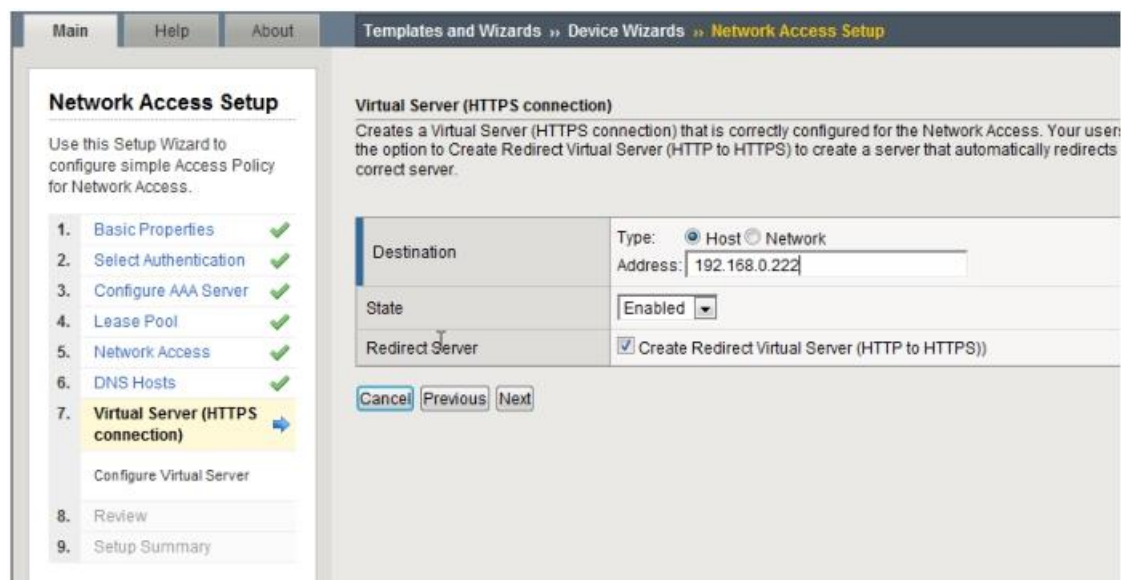 Main Help About
Templates and Wizards ›› Device Wizards ›› Network Access Setup
Network Access Setup
Use this Setup Wizard to
configure simple Access Policy
for Network Access.
1. Basic Properties
2. Select Authentication
3. Configure AAA Server
4. Lease Pool
5. Network Access
6. DNS Hosts
7. Virtual Server (HTTPS
connection)
Configure Virtual Server
8. Review
9. Setup Summary
Virtual Server (HTTPS connection)
Creates a Virtual Server (HTTPS connection) that is correctly configured for the Network Access. Your users
the option to Create Redirect Virtual Server (HTTP to HTTPS) to create a server that automatically redirects
correct server.
Destination
Type: Host Network
Address: 192.168.0.222
State
Enabled
Redirect Server
Create Redirect Virtual Server (HTTP to HTTPS))
Cancel Previous Next